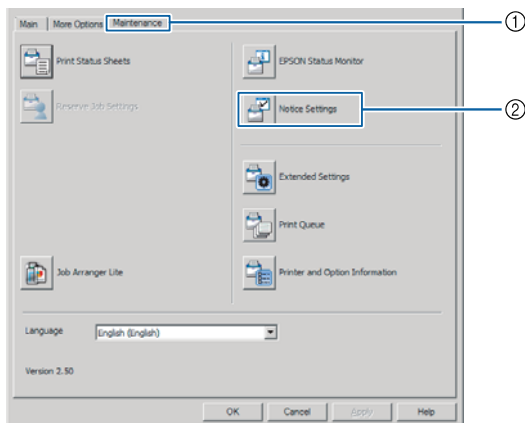 Main More Options Maintenance
①
Print Status Sheets
EPSON Status Monitor
Reserve Job Settings
Notice Settings
②
Extended Settings
Print Queue
Job Arranger Lite
Printer and Option Information
Language English (English)
Version 2.50
OK Cancel Apply Help